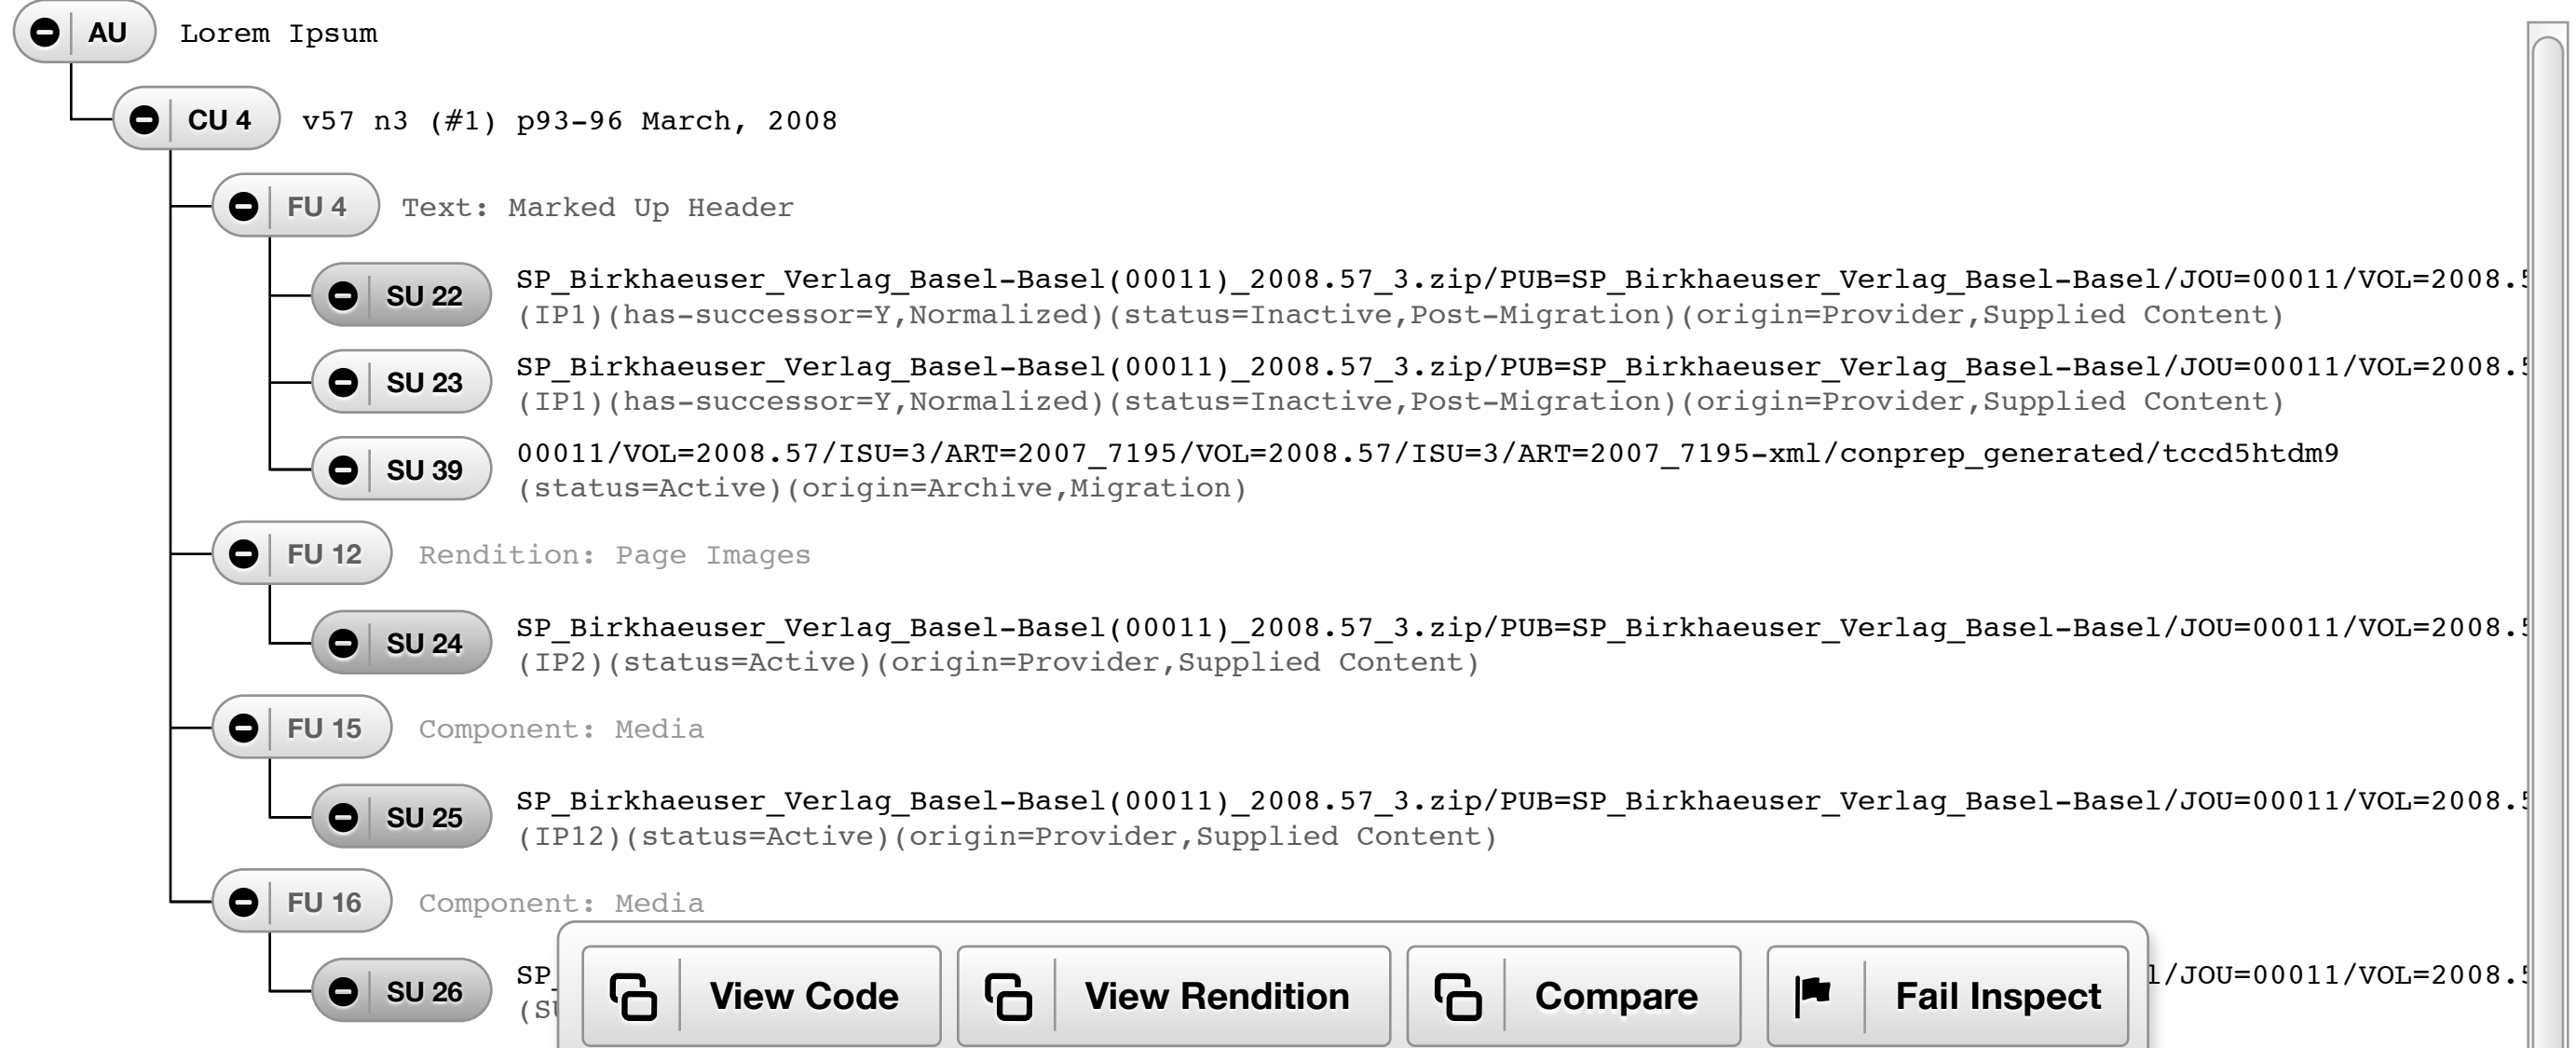 AU Lorem Ipsum
CU 4 v57 n3 (#1) p93-96 March, 2008
FU 4 Text: Marked Up Header
SU 22 SP_Birkhaeuser_Verlag_Basel-Basel(00011)_2008.57_3.zip/PUB=SP_Birkhaeuser_Verlag_Basel-Basel/JOU=00011/VOL=2008.5
(IP1)(has-successor=Y,Normalized)(status=Inactive,Post-Migration)(origin=Provider,Supplied Content)
SU 23 SP_Birkhaeuser_Verlag_Basel-Basel(00011)_2008.57_3.zip/PUB=SP_Birkhaeuser_Verlag_Basel-Basel/JOU=00011/VOL=2008.5
(IP1)(has-successor=Y,Normalized)(status=Inactive,Post-Migration)(origin=Provider,Supplied Content)
SU 39 00011/VOL=2008.57/ISU=3/ART=2007_7195/VOL=2008.57/ISU=3/ART=2007_7195-xml/conprep_generated/tccd5htdm9
(status=Active)(origin=Archive,Migration)
FU 12 Rendition: Page Images
SU 24 SP_Birkhaeuser_Verlag_Basel-Basel(00011)_2008.57_3.zip/PUB=SP_Birkhaeuser_Verlag_Basel-Basel/JOU=00011/VOL=2008.5
(IP2)(status=Active)(origin=Provider,Supplied Content)
FU 15 Component: Media
SU 25 SP_Birkhaeuser_Verlag_Basel-Basel(00011)_2008.57_3.zip/PUB=SP_Birkhaeuser_Verlag_Basel-Basel/JOU=00011/VOL=2008.5
(IP12)(status=Active)(origin=Provider,Supplied Content)
FU 16 Component: Media
SU 26 SP_ l/JOU=00011/VOL=2008.5
(SU
View Code View Rendition Compare Fail Inspect